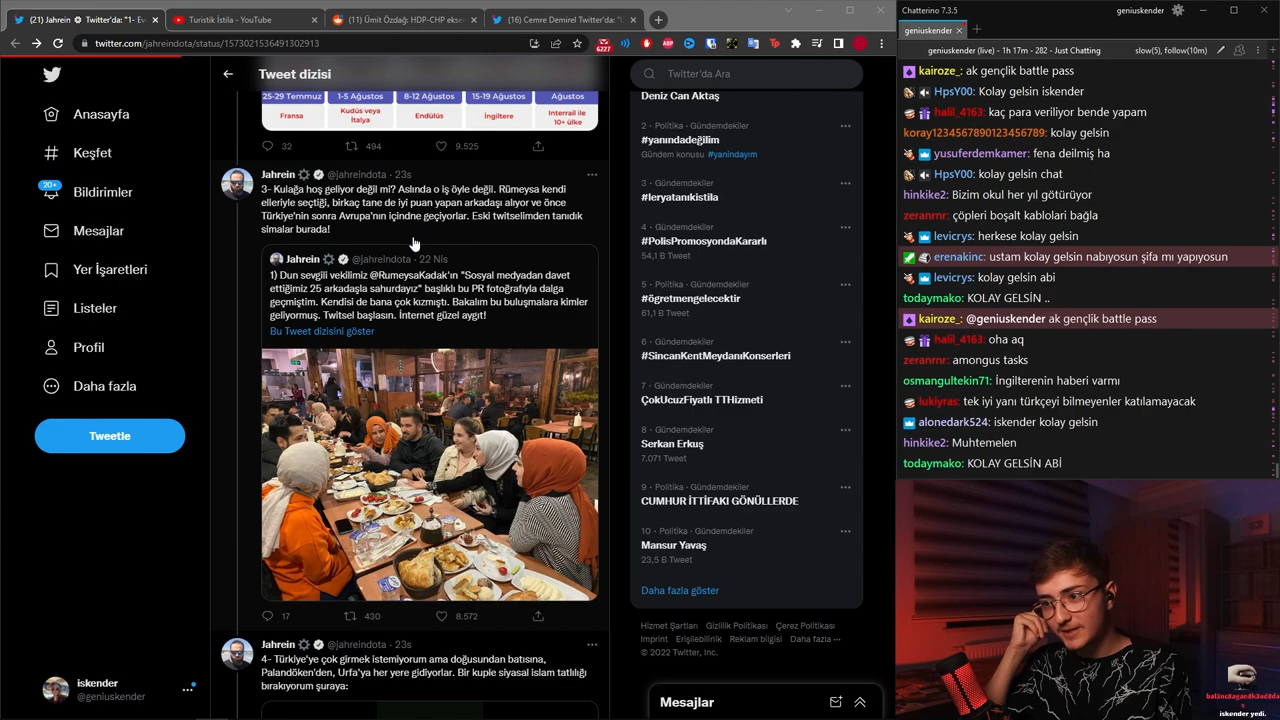 (21) Jahrein
Twitter'da: "1- Ev
Turistik İstila - YouTube
(11) Ümit Özdağ: HDP-CHP ekse
(16) Cemre Demirel Twitter'da: "
twitter.com/jahreindota/status/1573021536491302913
6227
ABP
Tp
Anasayfa
Keşfet
20+
Bildirimler
Mesajlar
Yer İşaretleri
Listeler
Profil
Daha fazla
Tweetle
iskender
@geniuskender
Tweet dizisi
25-29 Temmuz
Fransa
1-5 Ağustos
Kudüs veya
İtalya
8-12 Ağustos
Endülüs
15-19 Ağustos
İngiltere
Ağustos
Interrail ile
10+ ülke
32
494
9.525
Jahrein @jahreindota · 23s
3- Kulağa hoş geliyor değil mi? Aslında o iş öyle değil. Rümeysa kendi
elleriyle seçtiği, birkaç tane de iyi puan yapan arkadaşı alıyor ve önce
Türkiye'nin sonra Avrupa'nın içindne geçiyorlar. Eski twitselimden tanıdık
simalar burada!
Jahrein @jahreindota · 22 Nis
1) Dun sevgili vekilimiz @RumeysaKadak'ın "Sosyal medyadan davet
ettiğimiz 25 arkadaşla sahurdayız" başlıklı bu PR fotoğrafıyla dalga
geçmiştim. Kendisi de bana çok kızmıştı. Bakalım bu buluşmalara kimler
geliyormuş. Twitsel başlasın. İnternet güzel aygıt!
Bu Tweet dizisini göster
17
430
8.572
Jahrein @jahreindota · 23s
4- Türkiye'ye çok girmek istemiyorum ama doğusundan batısına,
Palandöken'den, Urfa'ya her yere gidiyorlar. Bir kuple siyasal islam tatlılığı
bırakıyorum şuraya:
Twitter'da Ara
Deniz Can Aktaş
2 · Politika · Gündemdekiler
#yanındadeğilim
Gündem konusu #yanindayım
3 · Gündemdekiler
#leryatanıkistila
4 · Gündemdekiler
#PolisPromosyondaKararlı
54,1 B Tweet
5 · Gündemdekiler
#ögretmengelecektir
61,1 B Tweet
6 · Gündemdekiler
#SincanKentMeydanıKonserleri
7 · Gündemdekiler
ÇokUcuzFiyatlı TTHizmeti
8 · Gündemdekiler
Serkan Erkuş
7.071 Tweet
9 · Politika · Gündemdekiler
CUMHUR İTTİFAKI GÖNÜLLERDE
10 · Politika · Gündemdekiler
Mansur Yavaş
23,5 B Tweet
Daha fazla göster
Hizmet Şartları Gizlilik Politikası Çerez Politikası
Imprint Erişilebilirlik Reklam bilgisi Daha fazla ···
© 2022 Twitter, Inc.
Mesajlar
Chatterino 7.3.5
geniuskender
geniuskender
geniuskender (live) - 1h 17m - 282 - Just Chatting
slow(5), follow(10m)
kairoze_: ak gençlik battle pass
HpsY00: Kolay gelsin iskender
halil_4163: kaç para veriliyor bende yapam
koray1234567890123456789: kolay gelsin
yusuferdemkamer: fena deilmiş ha
HpsY00: Kolay gelsin chat
hinkike2: Bizim okul her yıl götürüyor
zeranrnr: çöpleri boşalt kablolari bağla
levicrys: herkese kolay gelsin
erenakinc: ustam kolay gelsin nabıyosun şifa mı yapıyosun
levicrys: kolay gelsin abi
todaymako: KOLAY GELSİN ..
kairoze_: @geniuskender ak gençlik battle pass
halil_4163: oha aq
zeranrnr: amongus tasks
osmangultekin71: İngilterenin haberi varmı
lukiyras: tek iyi yanı türkçeyi bilmeyenler katılamayacak
alonedark524: iskender kolay gelsin
hinkike2: Muhtemelen
todaymako: KOLAY GELSİN ABİ
iskender yedi.